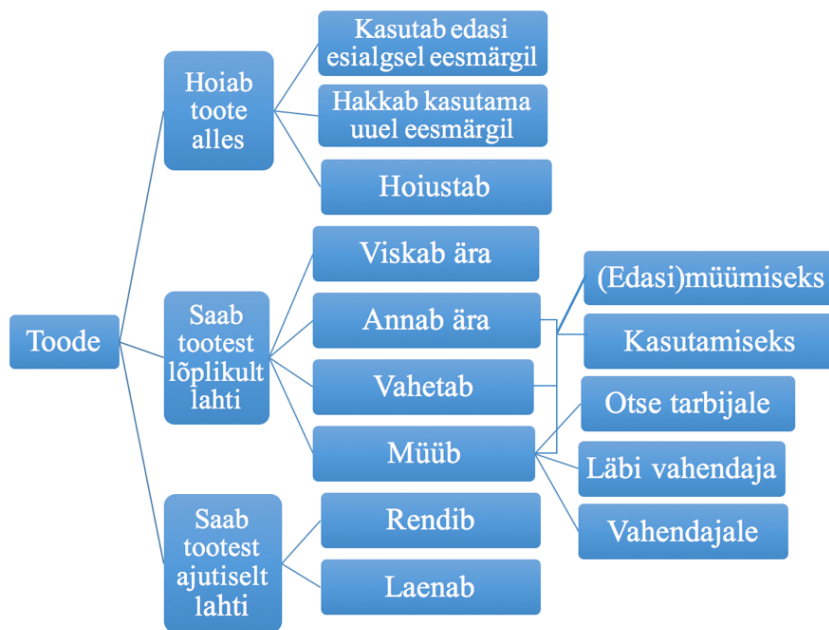 Toode
Hoiab
toote
alles
Kasutab edasi
esialgsel eesmärgil
Hakkab kasutama
uuel eesmärgil
Hoiustab
Saab
tootest
lõplikult
lahti
Viskab ära
Annab ära
Vahetab
Müüb
(Edasi)müümiseks
Kasutamiseks
Otse tarbijale
Läbi vahendaja
Vahendajale
Saab
tootest
ajutiselt
lahti
Rendib
Laenab